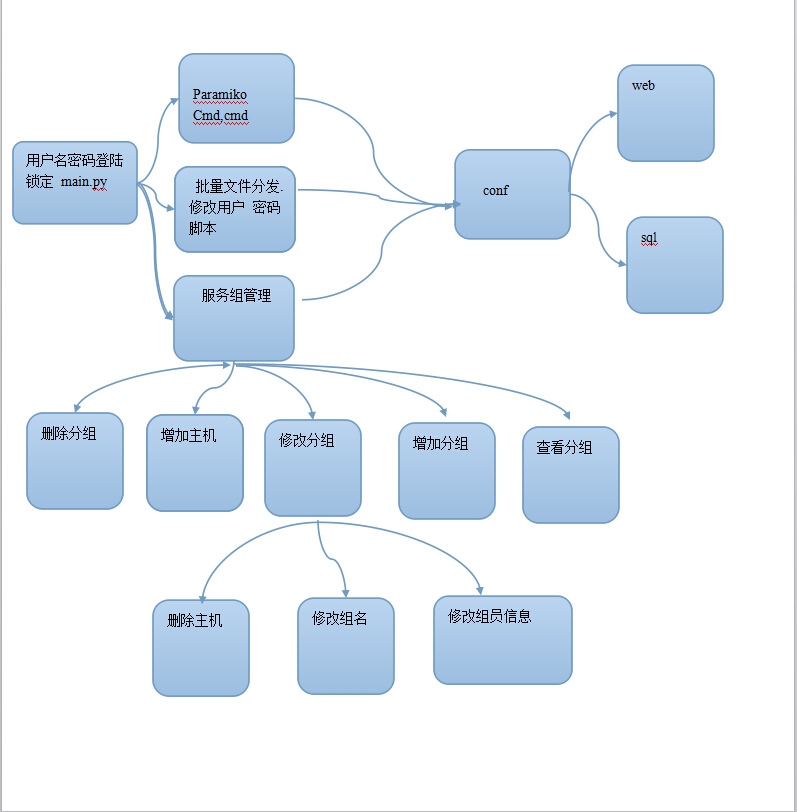 Paramiko
Cmd,cmd
web
用户名密码登陆
锁定 main.py
批量文件分发.
修改用户 密码
脚本
conf
sql
服务组管理
删除分组
增加主机
修改分组
增加分组
查看分组
删除主机
修改组名
修改组员信息